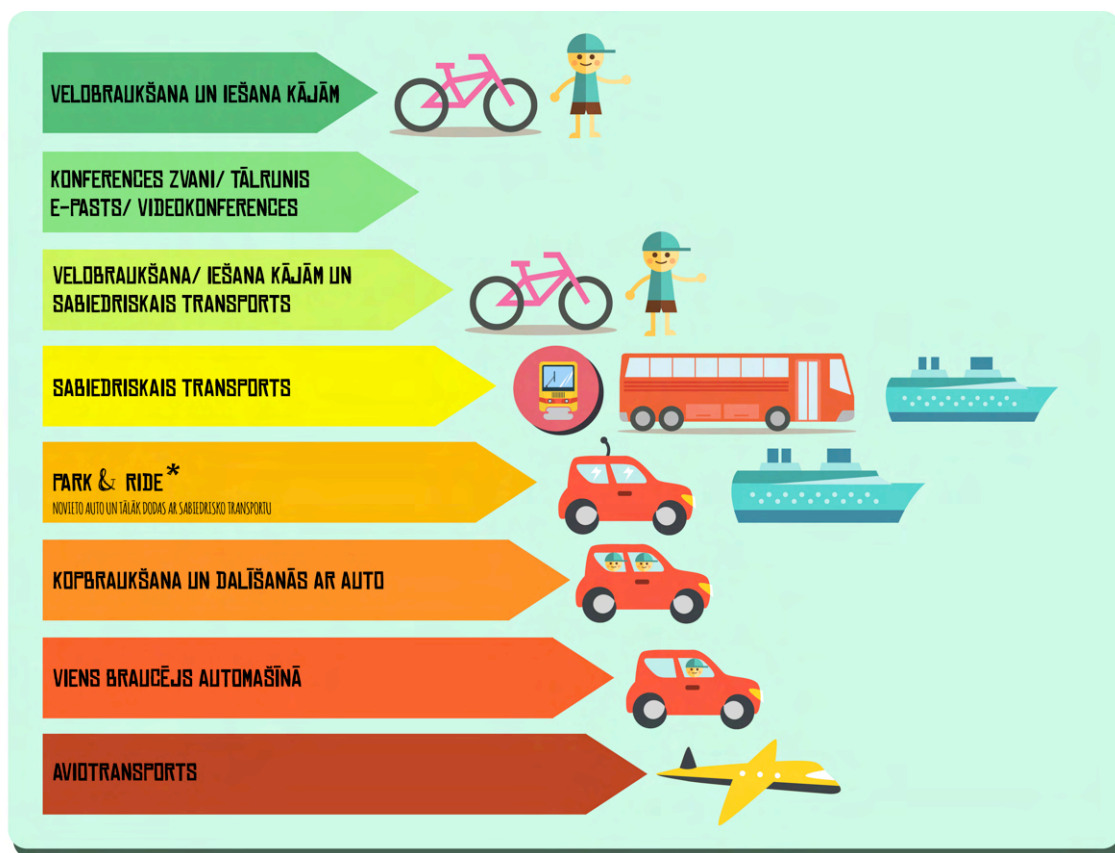 VELOBRAUKŠANA UN IEŠANA KĀJĀM
KONFERENCES ZVANI/ TĀLRUNIS
E-PASTS/ VIDEOKONFERENCES
VELOBRAUKŠANA/ IEŠANA KĀJĀM UN
SABIEDRISKAIS TRANSPORTS
SABIEDRISKAIS TRANSPORTS
PARK & RIDE*
NOVIETO AUTO UN TĀLĀK DODAS AR SABIEDRISKO TRANSPORTU
KOPBRAUKŠANA UN DALĪŠANĀS AR AUTO
VIENS BRAUCĒJS AUTOMAŠĪNĀ
AVIOTRANSPORTS